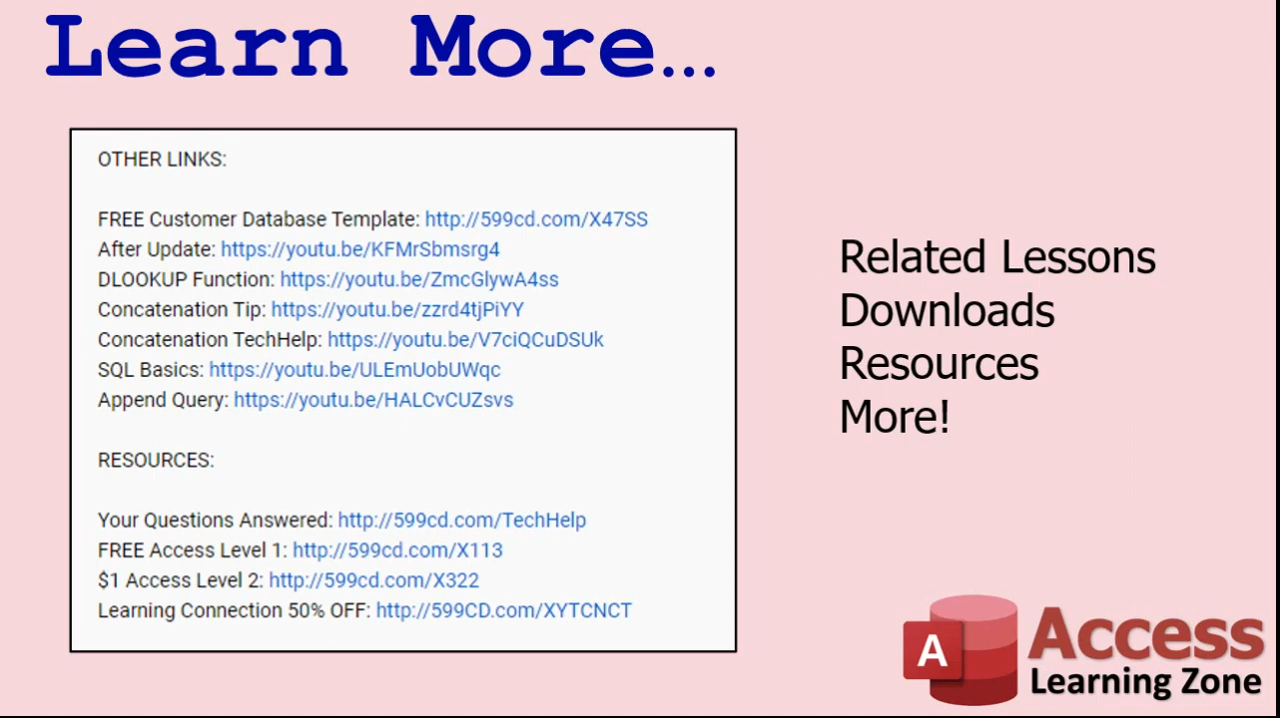 Learn More...
OTHER LINKS:
FREE Customer Database Template: http://599cd.com/X47SS
After Update: https://youtu.be/KFMrSbmsrg4
DLOOKUP Function: https://youtu.be/ZmcGlywA4ss
Concatenation Tip: https://youtu.be/zzrd4tjPiYY
Concatenation TechHelp: https://youtu.be/V7ciQCuDSUk
SQL Basics: https://youtu.be/ULEmUobUWqc
Append Query: https://youtu.be/HALCvCUZsvs
RESOURCES:
Your Questions Answered: http://599cd.com/TechHelp
FREE Access Level 1: http://599cd.com/X113
$1 Access Level 2: http://599cd.com/X322
Learning Connection 50% OFF: http://599CD.com/XYTCNCT
Related Lessons
Downloads
Resources
More!
A
Access
Learning Zone